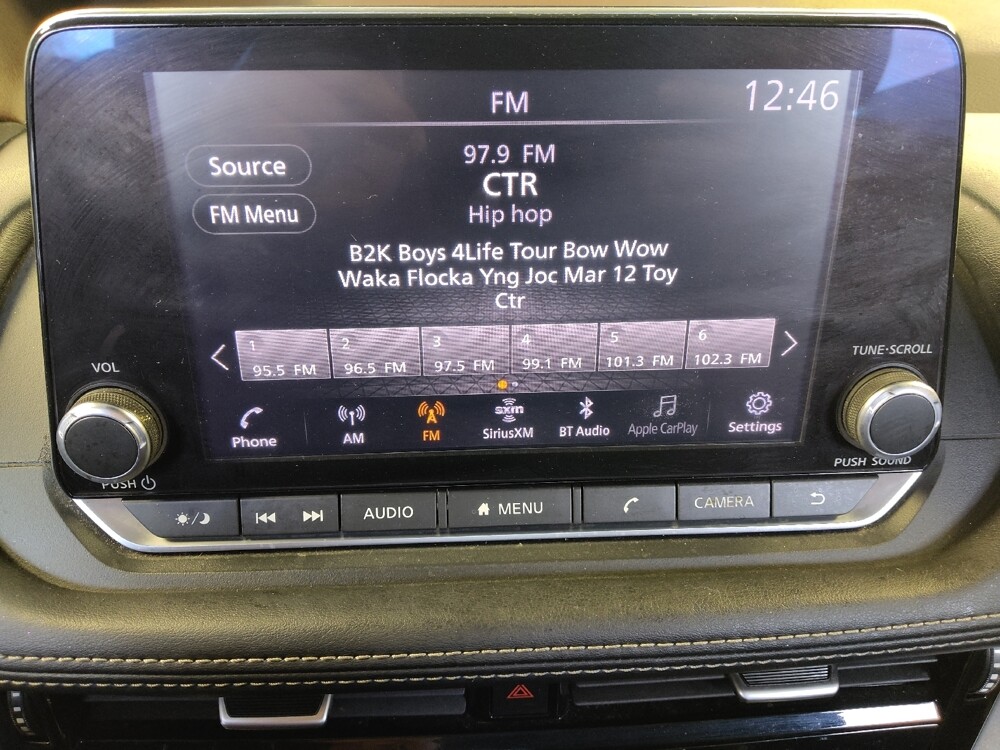 FM
12:46
97.9 FM
Source
CTR
FM Menu
Hip hop
B2K Boys 4Life Tour Bow Wow
Waka Flocka Yng Joc Mar 12 Toy
Ctr
1 2 3 4 5 6
95.5 FM 96.5 FM 97.5 FM 99.1 FM 101.3 FM 102.3 FM
VOL
TUNE·SCROLL
sxm
Phone AM FM SiriusXM BT Audio Apple CarPlay Settings
PUSH
PUSH SOUND
AUDIO MENU CAMERA